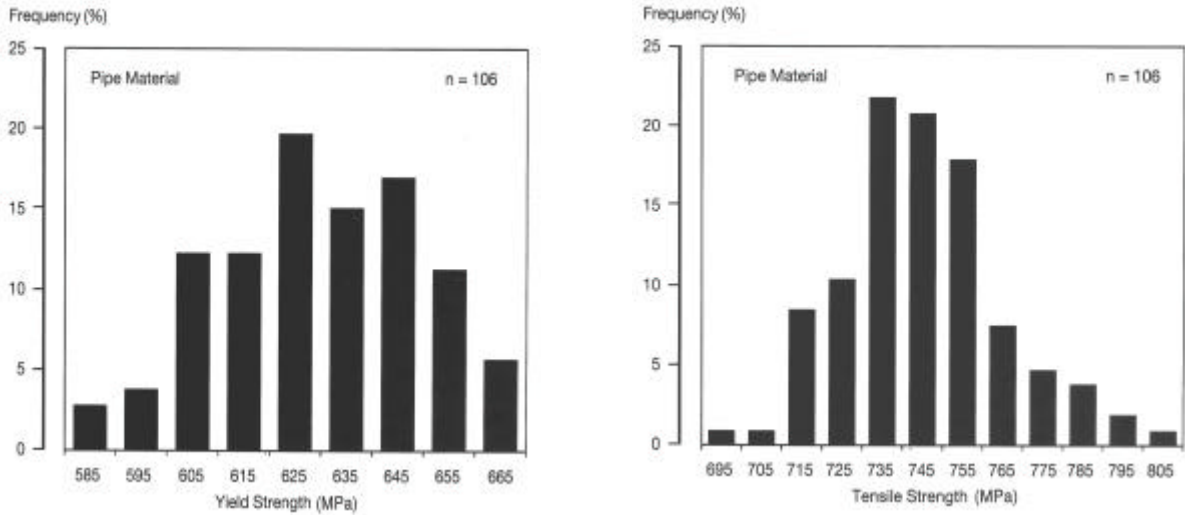 Frequency (%)
25
20
15
10
5
0
Pipe Material n = 106
585 595 605 615 625 635 645 655 665
Yield Strength (MPa)
Frequency (%)
25
20
15
10
5
0
Pipe Material n = 106
695 705 715 725 735 745 755 765 775 785 795 805
Tensile Strength (MPa)